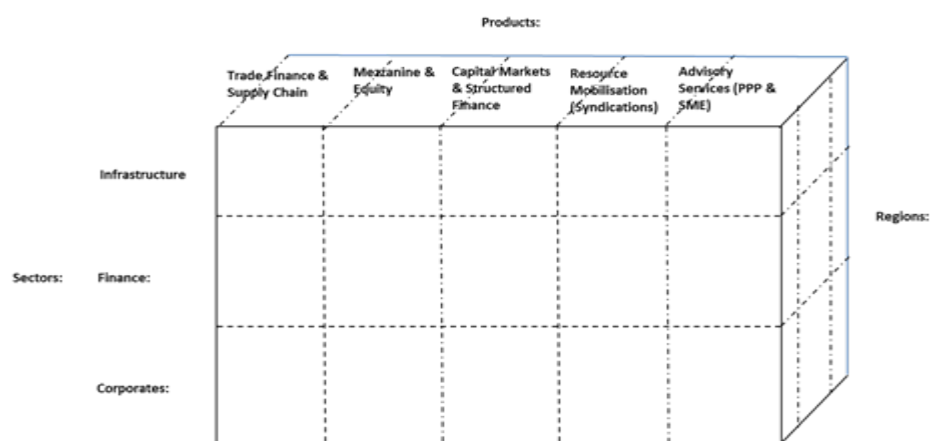 Products:
Trade Finance &
Supply Chain
Mezzanine &
Equity
Capital Markets
& Structured
Finance
Resource
Mobilisation
(Syndications)
Advisory
Services (PPP &
SME)
Infrastructure
Regions:
Sectors:
Finance:
Corporates: